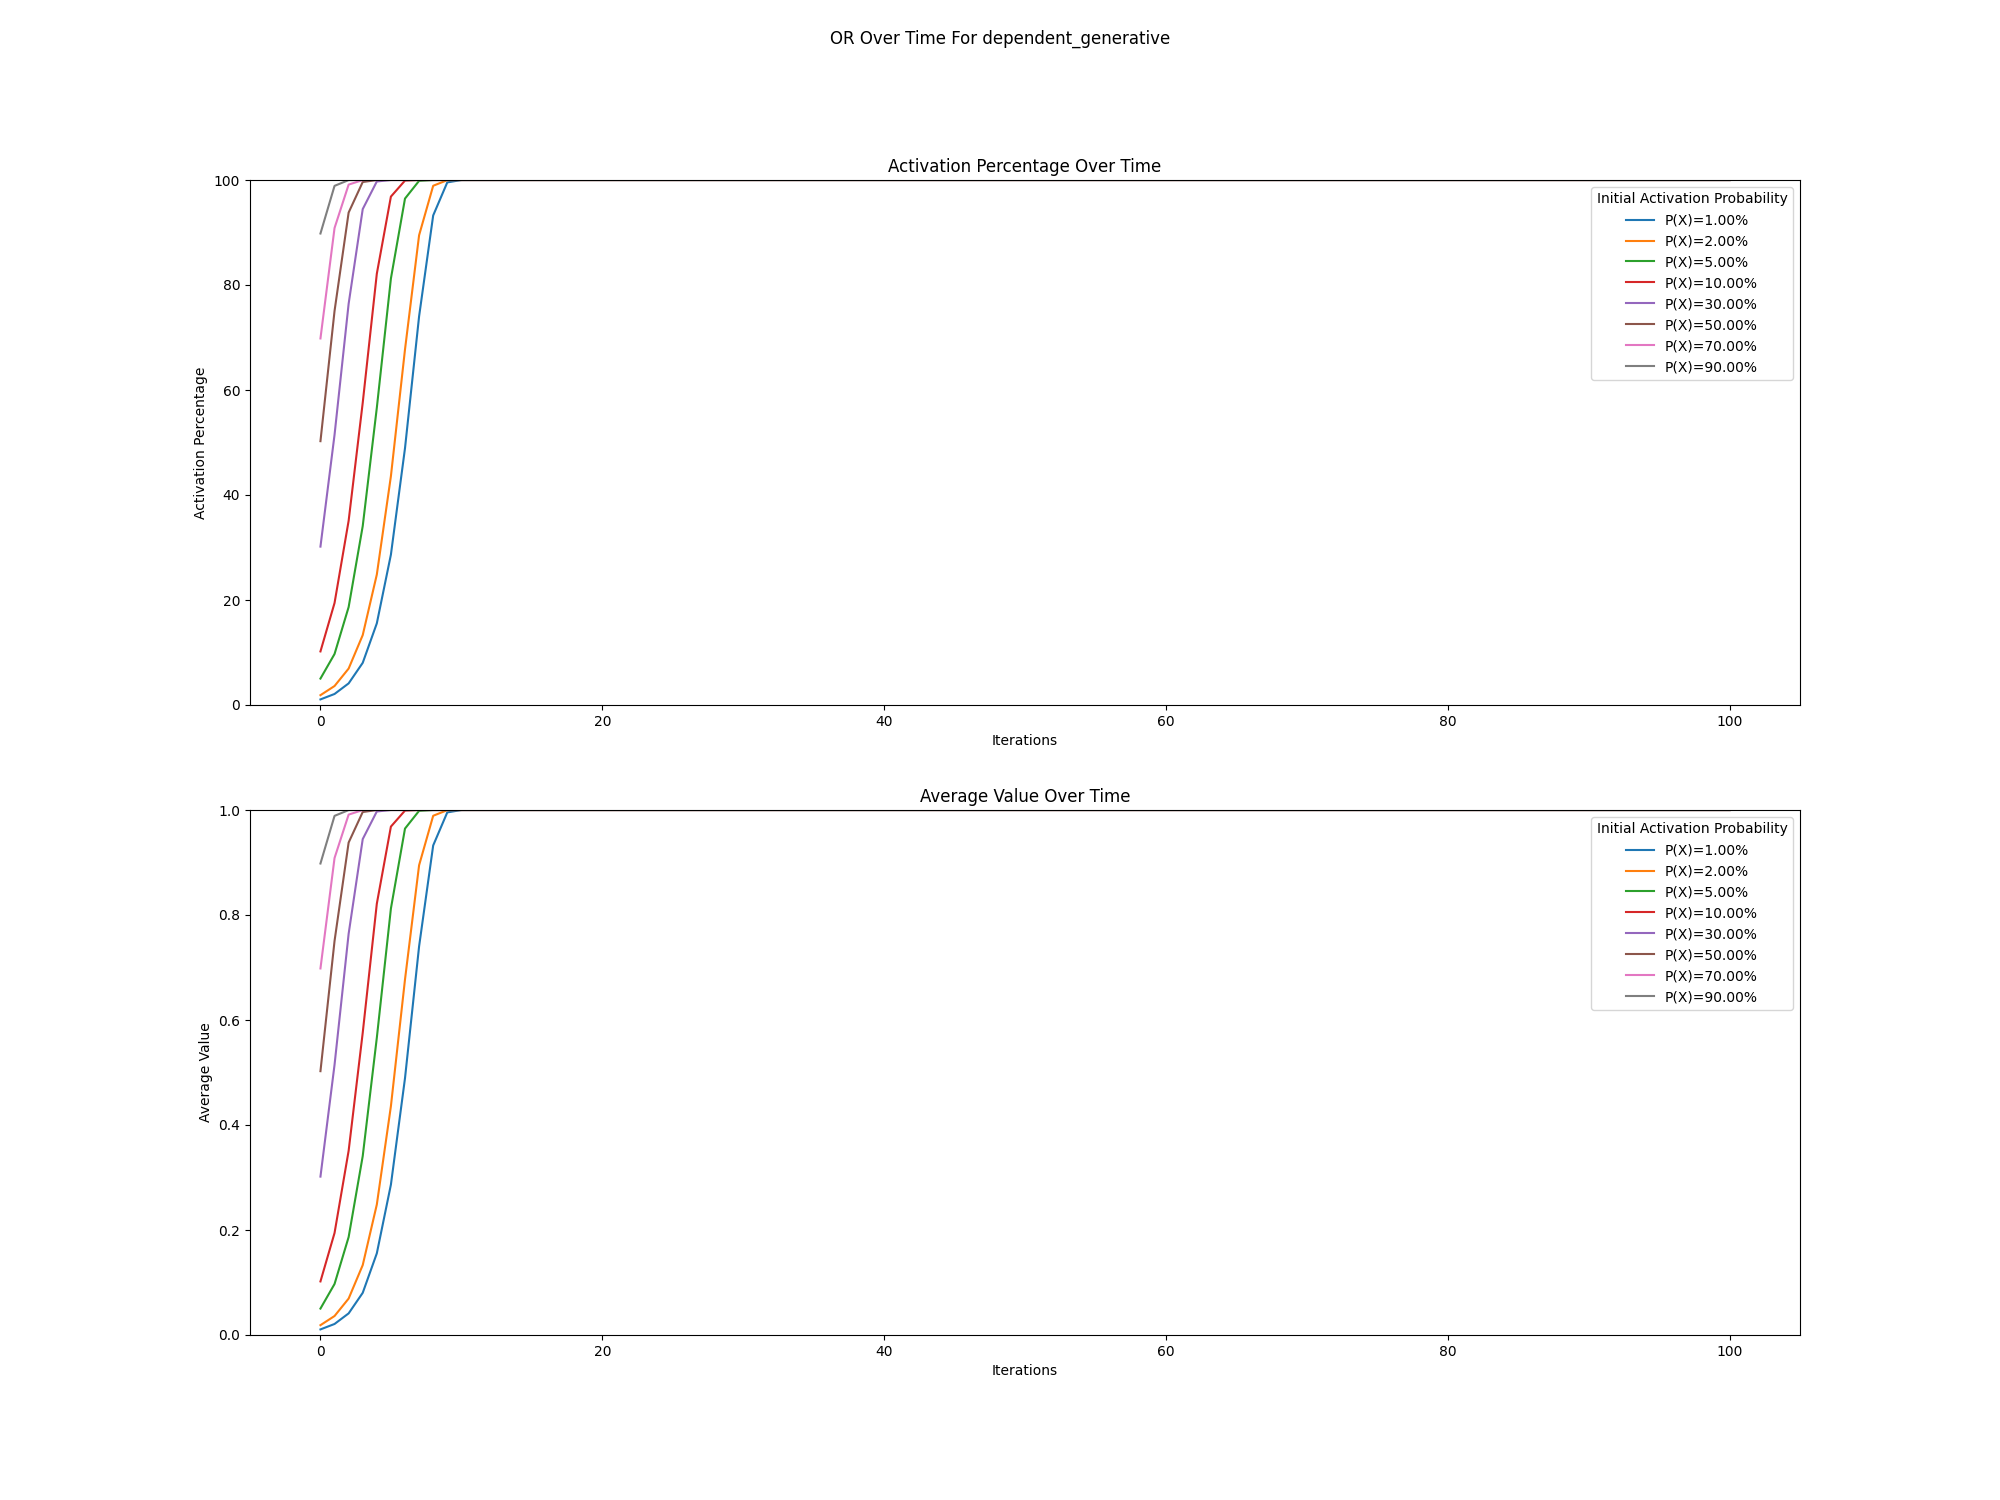 OR Over Time For dependent_generative
Activation Percentage Over Time
100
80
60
40
20
0
Activation Percentage
Initial Activation Probability
P(X)=1.00%
P(X)=2.00%
P(X)=5.00%
P(X)=10.00%
P(X)=30.00%
P(X)=50.00%
P(X)=70.00%
P(X)=90.00%
0 20 40 60 80 100
Iterations
Average Value Over Time
1.0
0.8
0.6
0.4
0.2
0.0
Average Value
Initial Activation Probability
P(X)=1.00%
P(X)=2.00%
P(X)=5.00%
P(X)=10.00%
P(X)=30.00%
P(X)=50.00%
P(X)=70.00%
P(X)=90.00%
0 20 40 60 80 100
Iterations